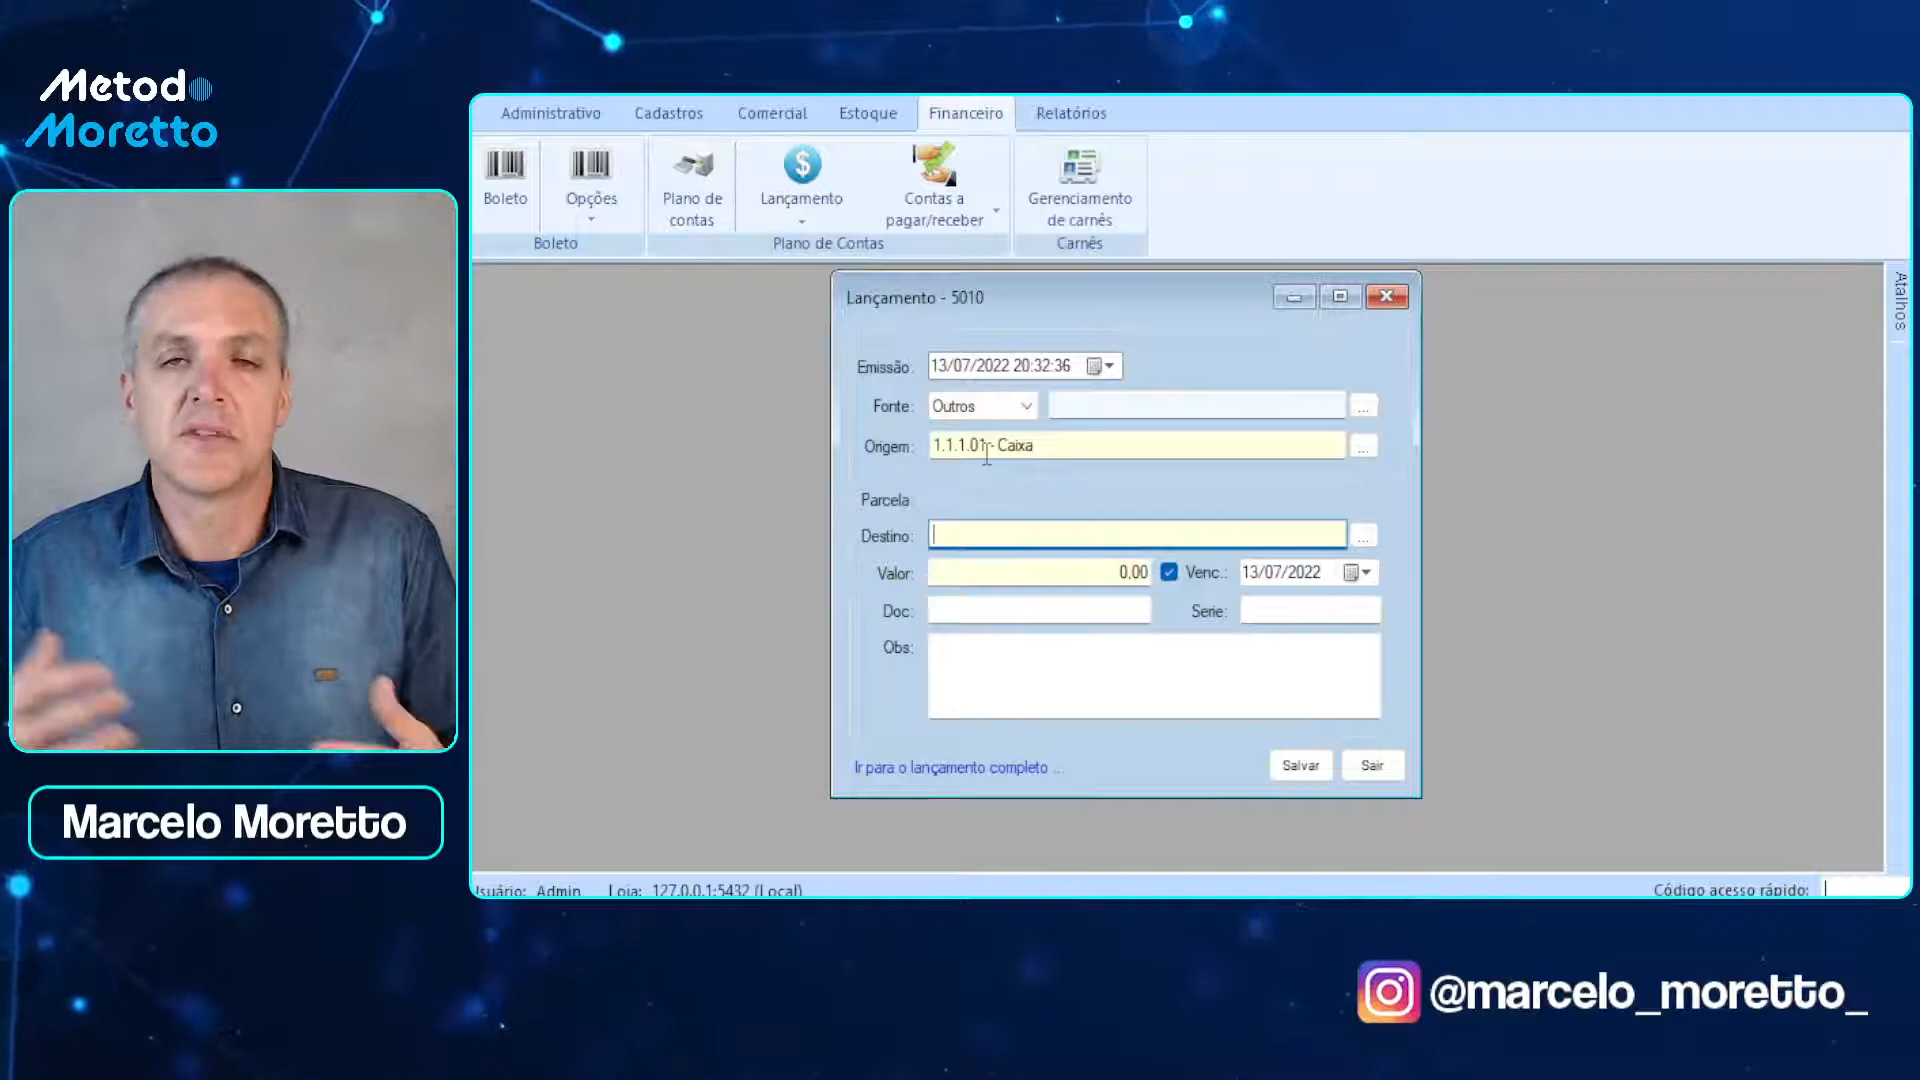 Metodo
Moretto
Administrativo
Cadastros
Comercial
Estoque
Financeiro
Relatórios
Boleto
Opções
Plano de
contas
Lançamento
Contas a
pagar/receber
Gerenciamento
de carnês
Boleto
Plano de Contas
Carnês
Atalhos
Lançamento - 5010
Emissão: 13/07/2022 20:32:36
Fonte: Outros ...
Origem: 1.1.1.01 - Caixa ...
Parcela
Destino: ...
Valor: 0,00 Venc.: 13/07/2022
Doc: Serie:
Obs:
Ir para o lançamento completo ...
Salvar
Sair
Usuário: Admin Loja: 127.0.0.1:5432 (Local)
Código acesso rápido:
Marcelo Moretto
@marcelo_moretto_